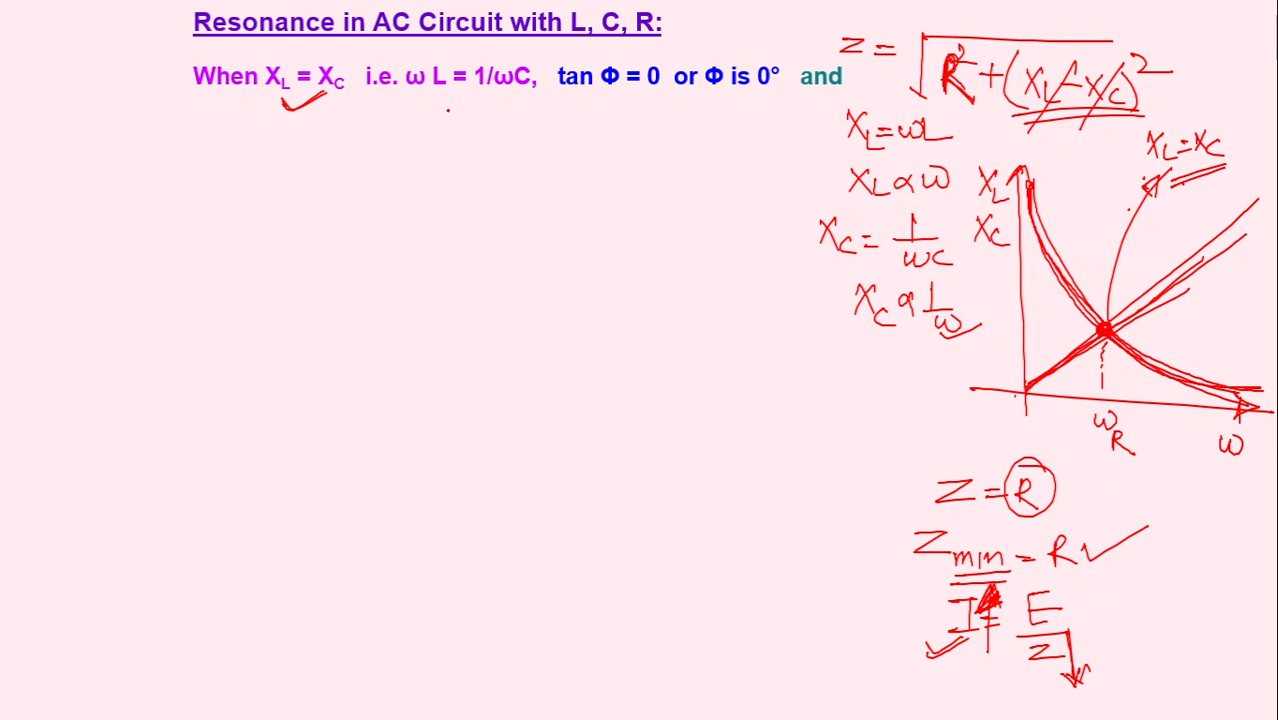 Resonance in AC Circuit with L, C, R:
When XL = XC i.e. ω L = 1/ωC, tan Φ = 0 or Φ is 0° and
Z = √R² + (XL - XC)²
XL = ωL
XL ∝ ω
XC = 1/ωC
XC ∝ 1/ω
XL = XC
XL
XC
ωR
ω
Z = R
Zmin = R
I = E/Z